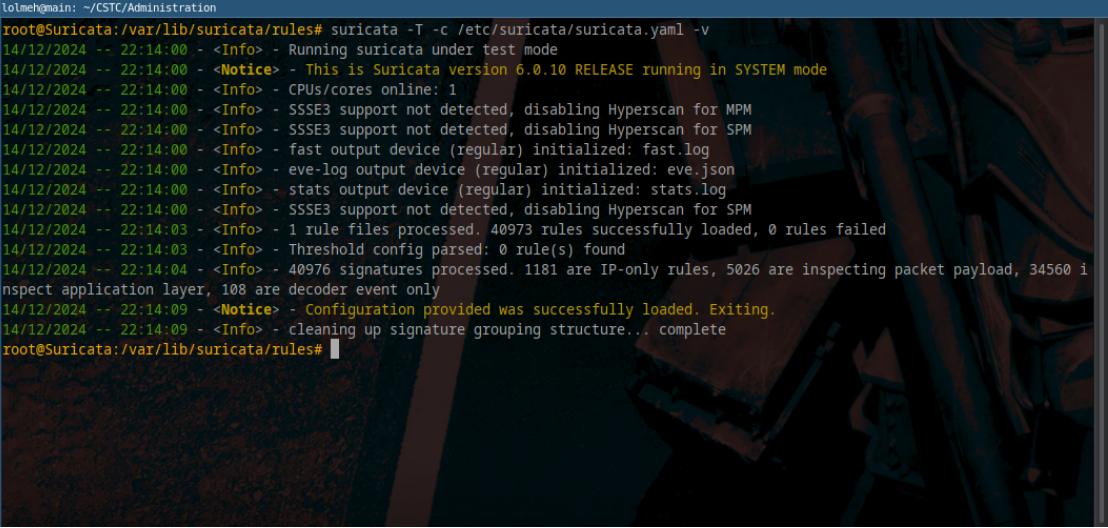 lolmeh@main: ~/CSTC/Administration
root@Suricata:/var/lib/suricata/rules# suricata -T -c /etc/suricata/suricata.yaml -v
14/12/2024 -- 22:14:00 - <Info> - Running suricata under test mode
14/12/2024 -- 22:14:00 - <Notice> - This is Suricata version 6.0.10 RELEASE running in SYSTEM mode
14/12/2024 -- 22:14:00 - <Info> - CPUs/cores online: 1
14/12/2024 -- 22:14:00 - <Info> - SSSE3 support not detected, disabling Hyperscan for MPM
14/12/2024 -- 22:14:00 - <Info> - SSSE3 support not detected, disabling Hyperscan for SPM
14/12/2024 -- 22:14:00 - <Info> - fast output device (regular) initialized: fast.log
14/12/2024 -- 22:14:00 - <Info> - eve-log output device (regular) initialized: eve.json
14/12/2024 -- 22:14:00 - <Info> - stats output device (regular) initialized: stats.log
14/12/2024 -- 22:14:00 - <Info> - SSSE3 support not detected, disabling Hyperscan for SPM
14/12/2024 -- 22:14:03 - <Info> - 1 rule files processed. 40973 rules successfully loaded, 0 rules failed
14/12/2024 -- 22:14:03 - <Info> - Threshold config parsed: 0 rule(s) found
14/12/2024 -- 22:14:04 - <Info> - 40976 signatures processed. 1181 are IP-only rules, 5026 are inspecting packet payload, 34560 i
nspect application layer, 108 are decoder event only
14/12/2024 -- 22:14:09 - <Notice> - Configuration provided was successfully loaded. Exiting.
14/12/2024 -- 22:14:09 - <Info> - cleaning up signature grouping structure... complete
root@Suricata:/var/lib/suricata/rules#